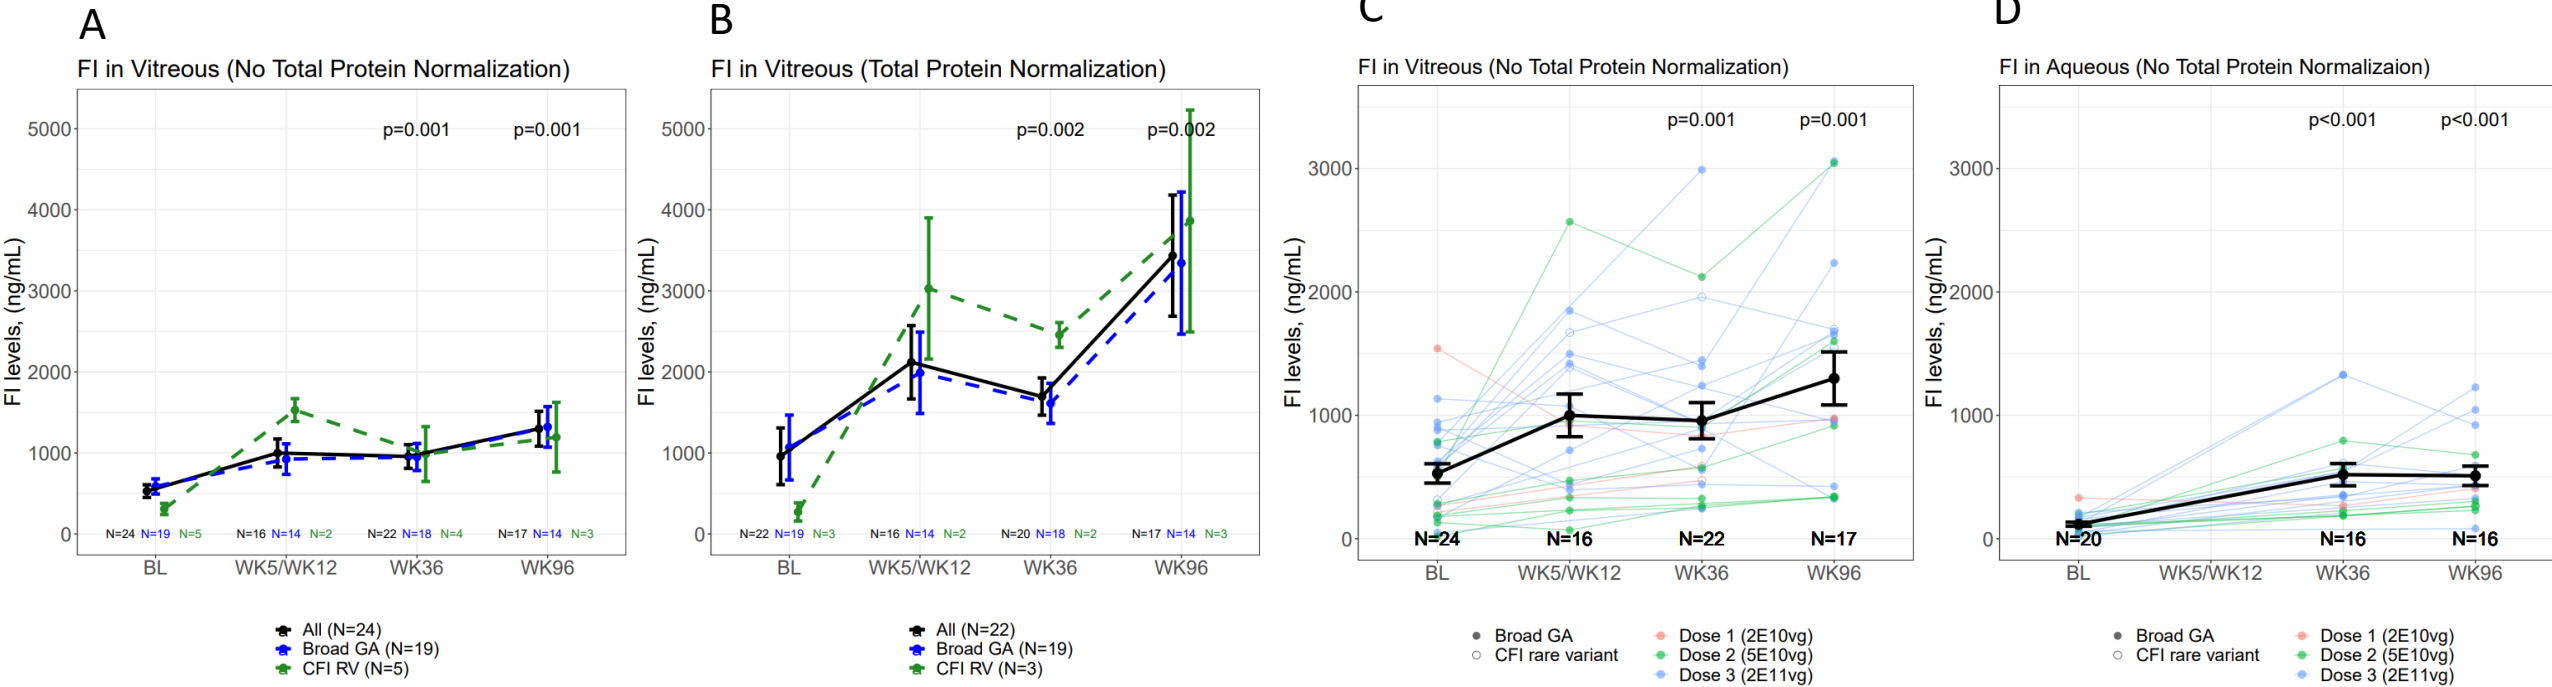 A
FI in Vitreous (No Total Protein Normalization)
FI levels, (ng/mL)
5000
4000
3000
2000
1000
0
p=0.001 p=0.001
N=24 N=19 N=5 N=16 N=14 N=2 N=22 N=18 N=4 N=17 N=14 N=3
BL WK5/WK12 WK36 WK96
All (N=24)
Broad GA (N=19)
CFI RV (N=5)
B
FI in Vitreous (Total Protein Normalization)
FI levels, (ng/mL)
5000
4000
3000
2000
1000
0
p=0.002 p=0.002
N=22 N=19 N=3 N=16 N=14 N=2 N=20 N=18 N=2 N=17 N=14 N=3
BL WK5/WK12 WK36 WK96
All (N=22)
Broad GA (N=19)
CFI RV (N=3)
C
FI in Vitreous (No Total Protein Normalization)
FI levels, (ng/mL)
3000
2000
1000
0
p=0.001 p=0.001
N=24 N=16 N=22 N=17
BL WK5/WK12 WK36 WK96
Broad GA
CFI rare variant
Dose 1 (2E10vg)
Dose 2 (5E10vg)
Dose 3 (2E11vg)
D
FI in Aqueous (No Total Protein Normalizaion)
FI levels, (ng/mL)
3000
2000
1000
0
p<0.001 p<0.001
N=20 N=16 N=16
BL WK5/WK12 WK36 WK96
Broad GA
CFI rare variant
Dose 1 (2E10vg)
Dose 2 (5E10vg)
Dose 3 (2E11vg)